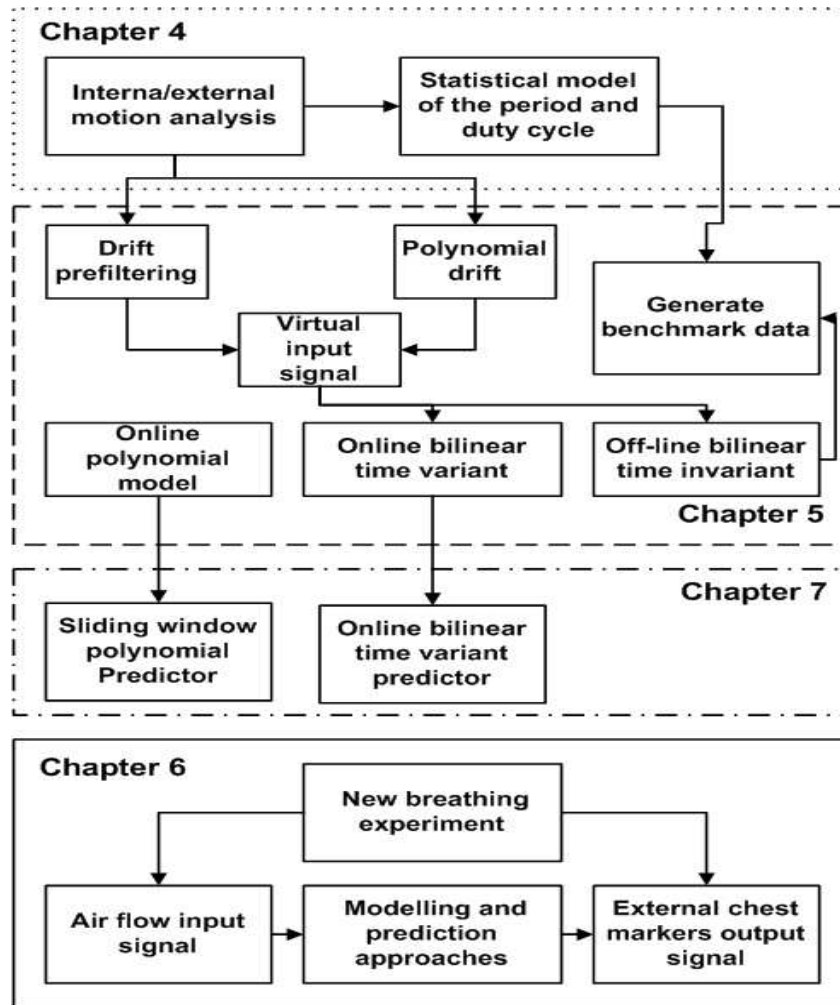 Chapter 4
Interna/external
motion analysis
Statistical model
of the period and
duty cycle
Drift
prefiltering
Polynomial
drift
Generate
benchmark data
Virtual
input
signal
Online
polynomial
model
Online bilinear
time variant
Off-line bilinear
time invariant
Chapter 5
Chapter 7
Sliding window
polynomial
Predictor
Online bilinear
time variant
predictor
Chapter 6
New breathing
experiment
Air flow input
signal
Modelling and
prediction
approaches
External chest
markers output
signal